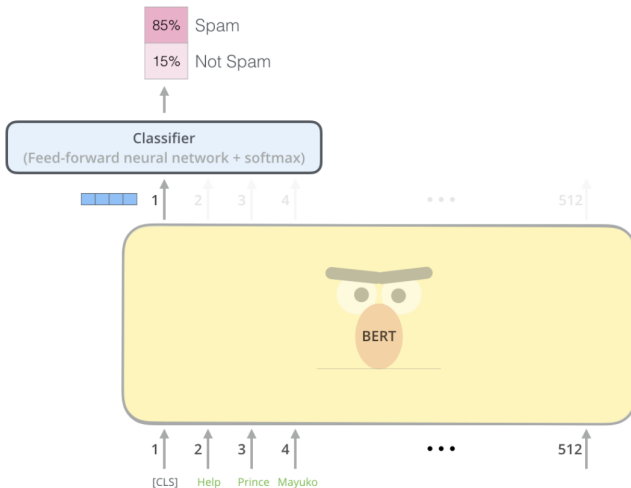 85% Spam
15% Not Spam
Classifier
(Feed-forward neural network + softmax)
1 2 3 4 ••• 512
BERT
1 2 3 4 ••• 512
[CLS] Help Prince Mayuko